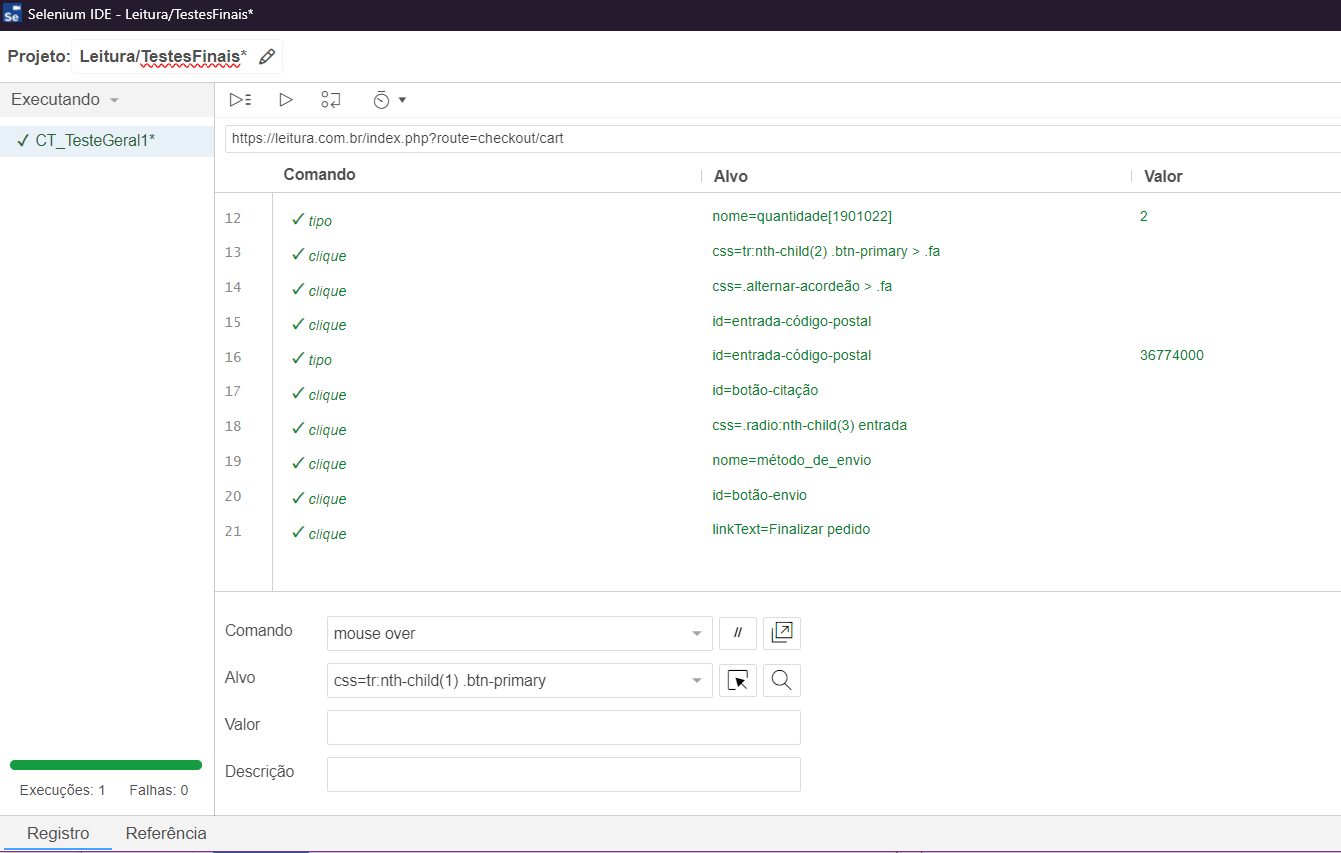 Se Selenium IDE - Leitura/TestesFinais*
Projeto: Leitura/TestesFinais*
Executando
✓ CT_TesteGeral1*
https://leitura.com.br/index.php?route=checkout/cart
Comando Alvo Valor
12 ✓ tipo nome=quantidade[1901022] 2
13 ✓ clique css=tr:nth-child(2) .btn-primary > .fa
14 ✓ clique css=.alternar-acordeão > .fa
15 ✓ clique id=entrada-código-postal
16 ✓ tipo id=entrada-código-postal 36774000
17 ✓ clique id=botão-citação
18 ✓ clique css=.radio:nth-child(3) entrada
19 ✓ clique nome=método_de_envio
20 ✓ clique id=botão-envio
21 ✓ clique linkText=Finalizar pedido
Comando mouse over //
Alvo css=tr:nth-child(1) .btn-primary
Valor
Descrição
Execuções: 1 Falhas: 0
Registro Referência